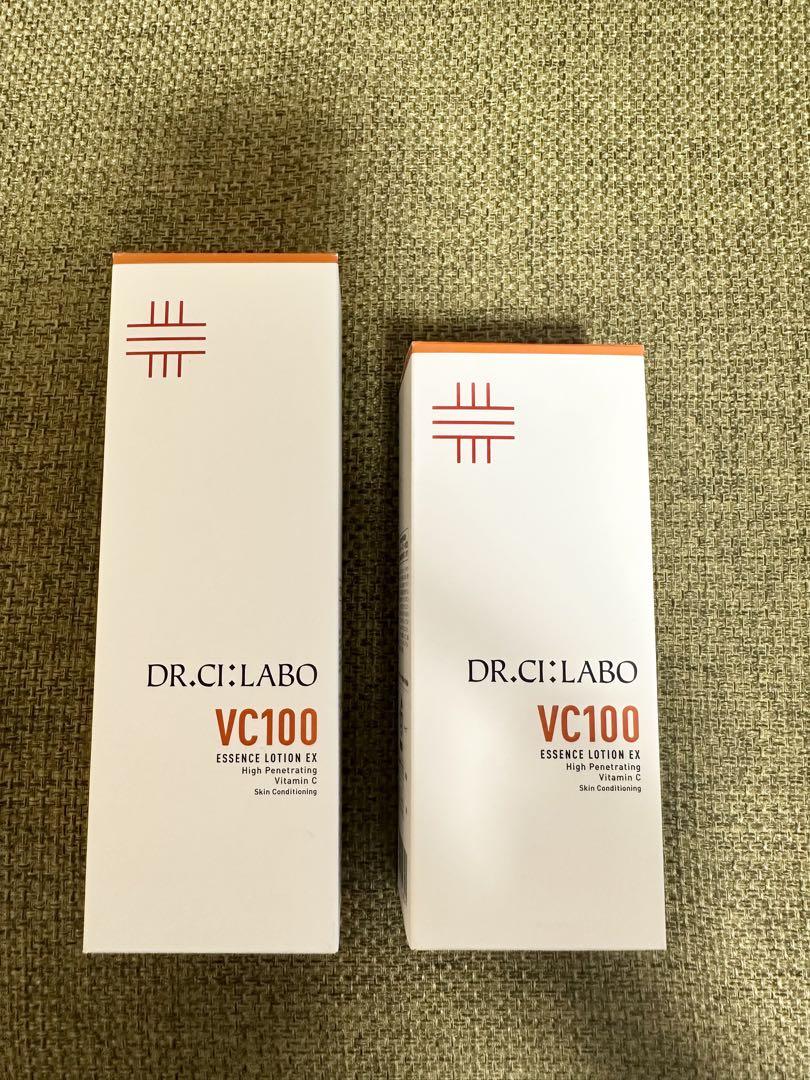 DR.CI:LABO
VC100
ESSENCE LOTION EX
High Penetrating
Vitamin C
Skin Conditioning
DR.CI:LABO
VC100
ESSENCE LOTION EX
High Penetrating
Vitamin C
Skin Conditioning